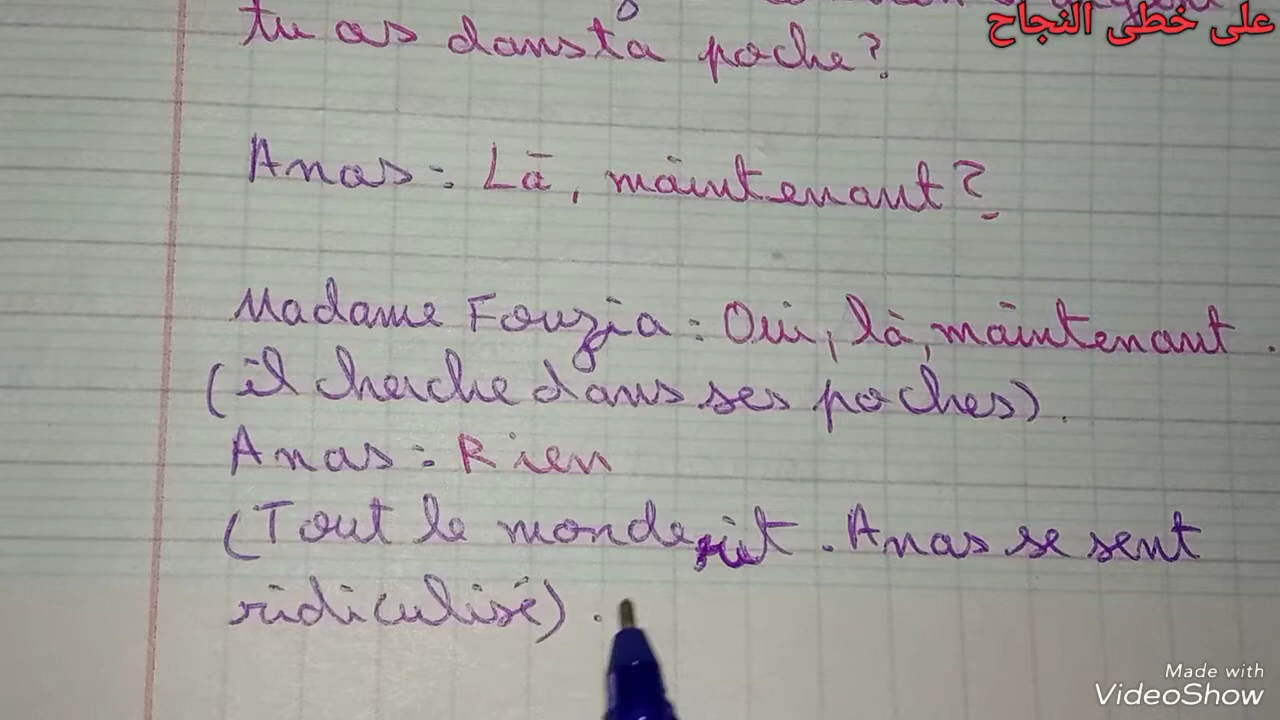 على خطى النجاح
tu as dans ta poche?
Anas: Là, maintenant?
Madame Fouzia: Oui, là, maintenant.
(il cherche dans ses poches).
Anas: Rien
(Tout le monde rit. Anas se sent
ridiculisé).
Made with
VideoShow